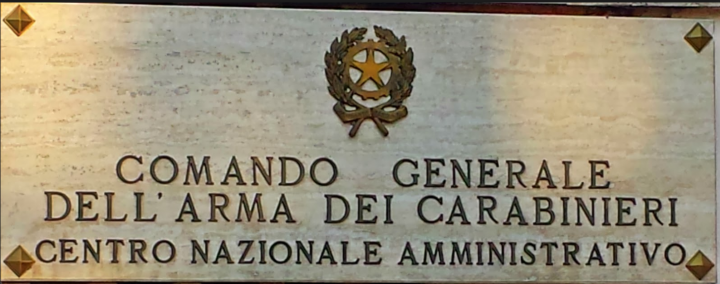 COMANDO GENERALE
DELL'ARMA DEI CARABINIERI
CENTRO NAZIONALE AMMINISTRATIVO